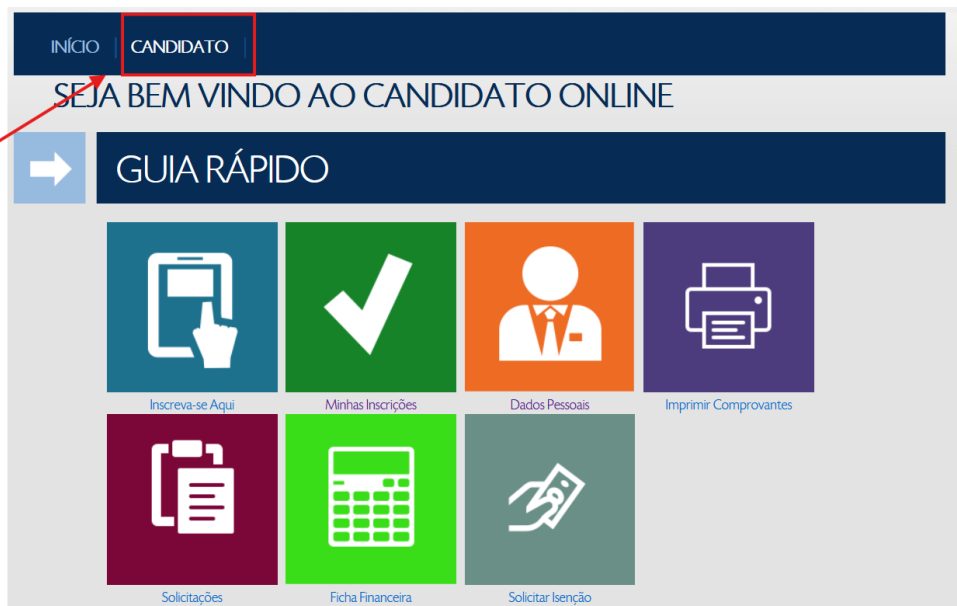 INÍCIO | CANDIDATO |
SEJA BEM VINDO AO CANDIDATO ONLINE
GUIA RÁPIDO
Inscreva-se Aqui Minhas Inscrições Dados Pessoais Imprimir Comprovantes
Solicitações Ficha Financeira Solicitar Isenção